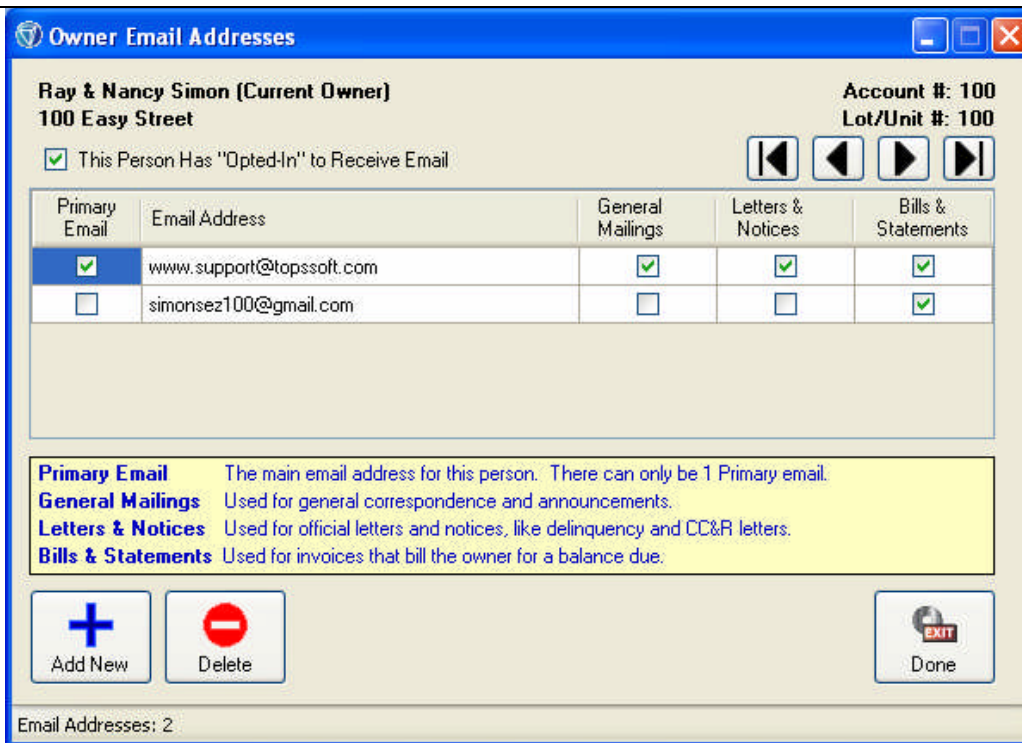 Owner Email Addresses
Ray & Nancy Simon (Current Owner)
Account #: 100
100 Easy Street
Lot/Unit #: 100
This Person Has "Opted-In" to Receive Email
Primary Email
Email Address
General Mailings
Letters & Notices
Bills & Statements
www.support@topssoft.com
simonsez100@gmail.com
Primary Email The main email address for this person. There can only be 1 Primary email.
General Mailings Used for general correspondence and announcements.
Letters & Notices Used for official letters and notices, like delinquency and CC&R letters.
Bills & Statements Used for invoices that bill the owner for a balance due.
Add New
Delete
EXIT
Done
Email Addresses: 2